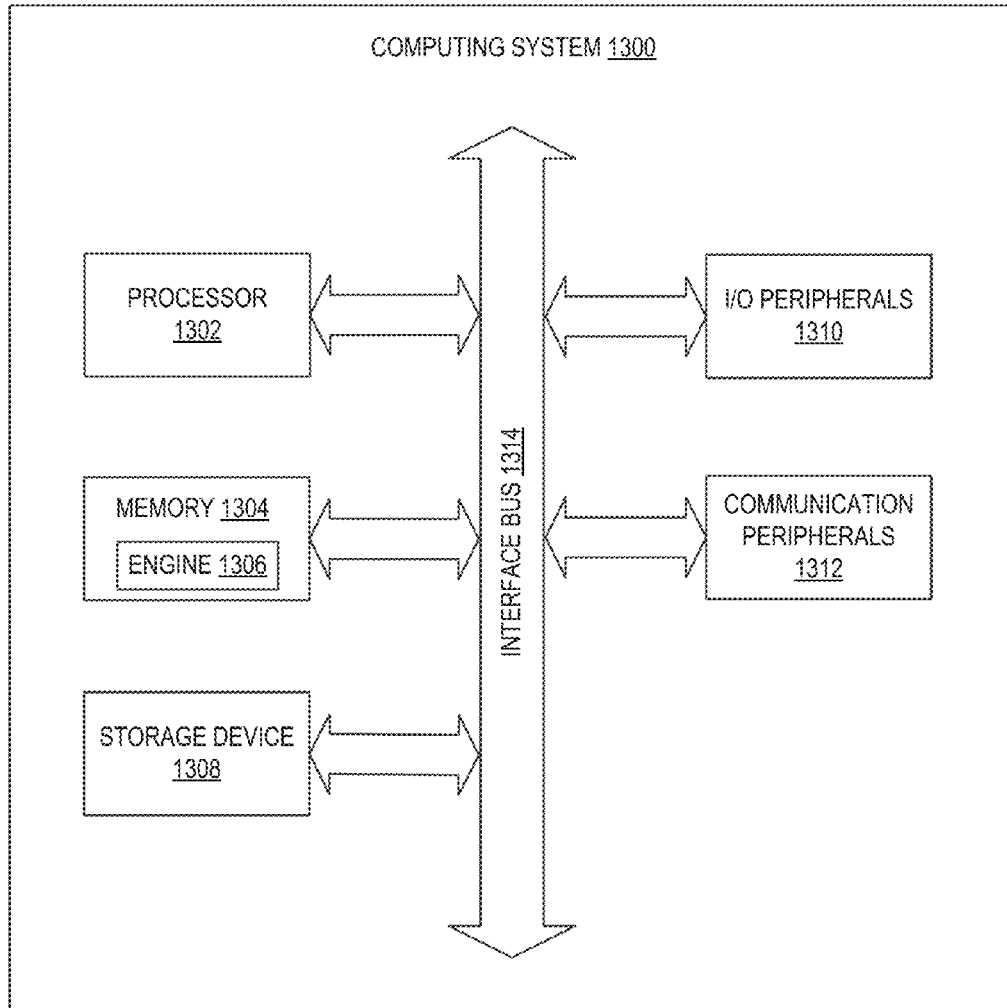 COMPUTING SYSTEM 1300
PROCESSOR
1302
I/O PERIPHERALS
1310
MEMORY 1304
ENGINE 1306
INTERFACE BUS 1314
COMMUNICATION
PERIPHERALS
1312
STORAGE DEVICE
1308